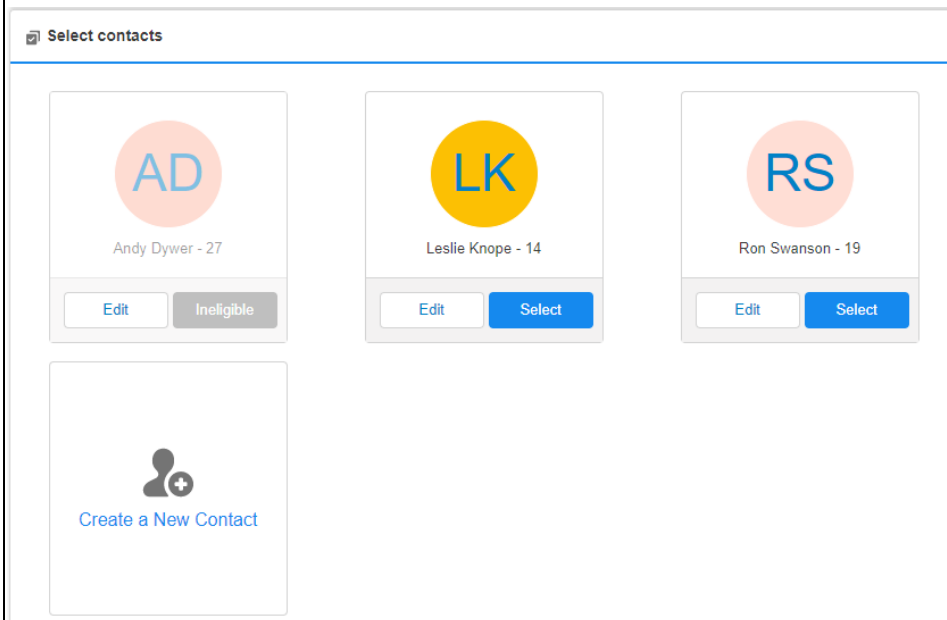 Select contacts
AD
LK
RS
Andy Dywer - 27
Leslie Knope - 14
Ron Swanson - 19
Edit
Ineligible
Edit
Select
Edit
Select
Create a New Contact